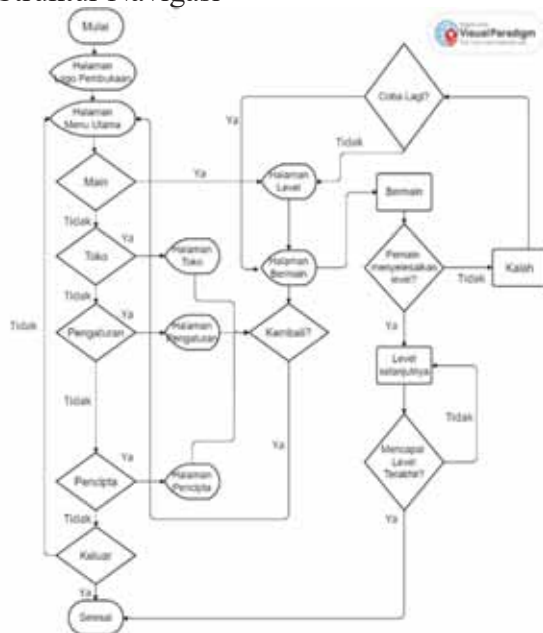 Struktur Navigasi
VisualParadigm
Mulai
Halaman
Logo Pembukaan
Halaman
Menu Utama
Coba Lagi?
Ya
Tidak
Main
Ya
Halaman
Level
Bermain
Tidak
Toko
Ya
Halaman
Toko
Halaman
Bermain
Pemain
menyelesaikan
level?
Tidak
Kalah
Tidak
Tidak
Pengaturan
Ya
Halaman
Pengaturan
Kembali?
Ya
Level
selanjutnya
Tidak
Tidak
Ya
Mencapai
Level
Terakhir?
Pencipta
Ya
Halaman
Pencipta
Tidak
Ya
Keluar
Ya
Selesai